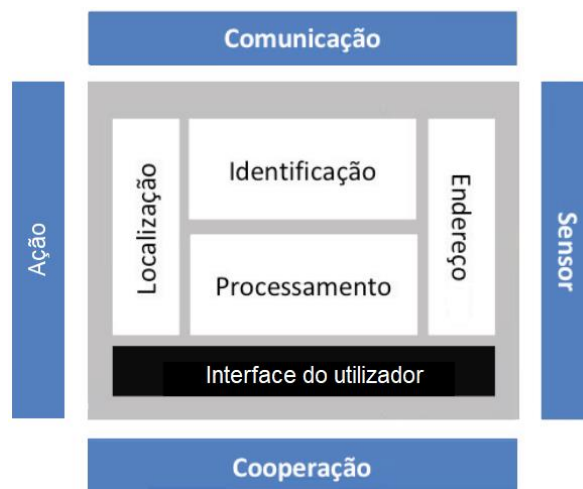 Comunicação
Ação
Localização
Identificação
Processamento
Endereço
Sensor
Interface do utilizador
Cooperação